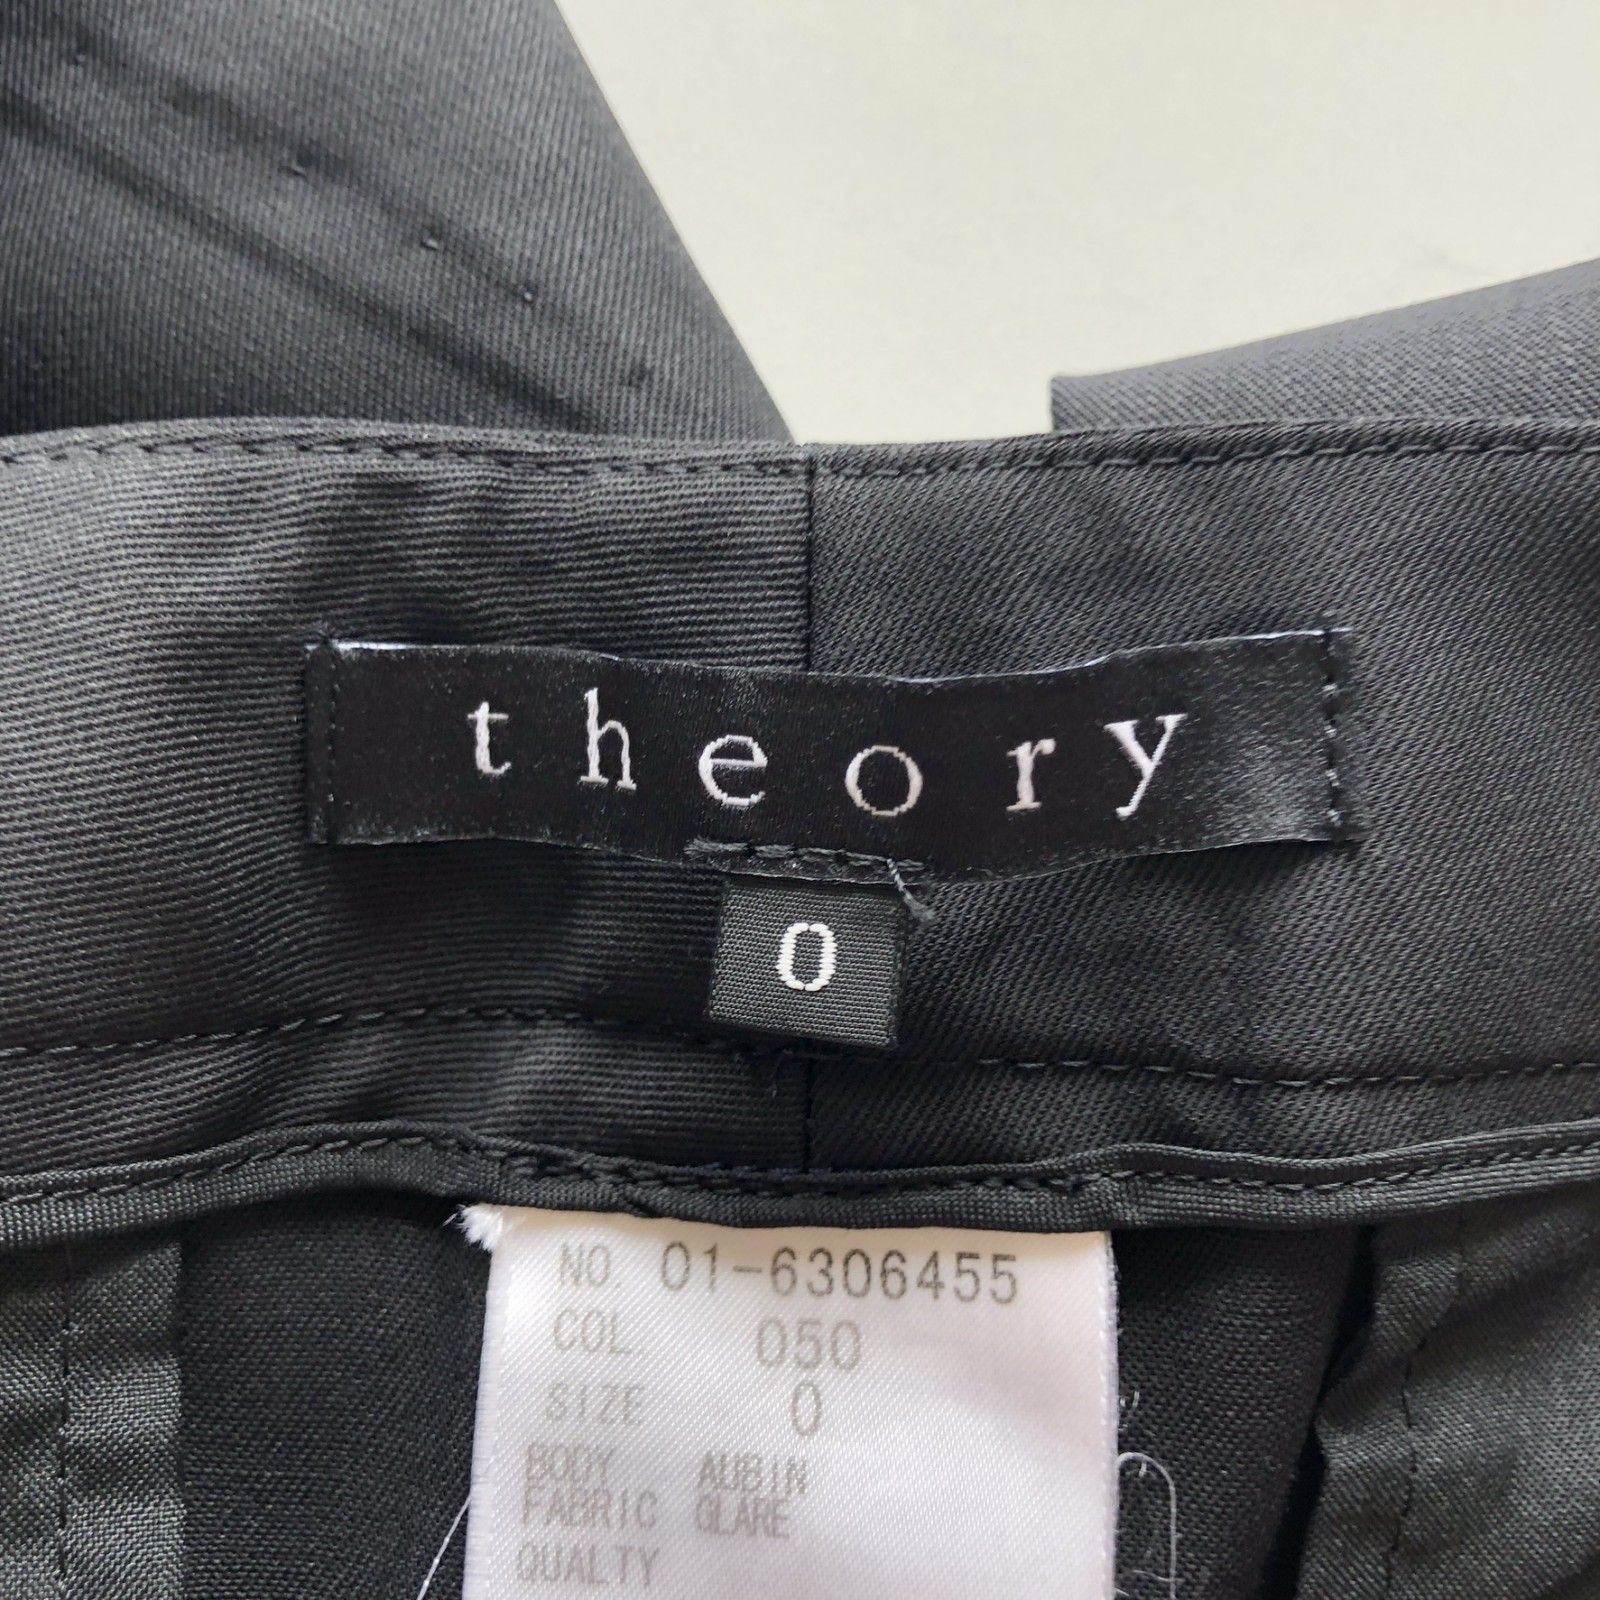 theory
0
NO. 01-6306455
COL 050
SIZE 0
BODY AUBIN
FABRIC GLARE
QUALTY